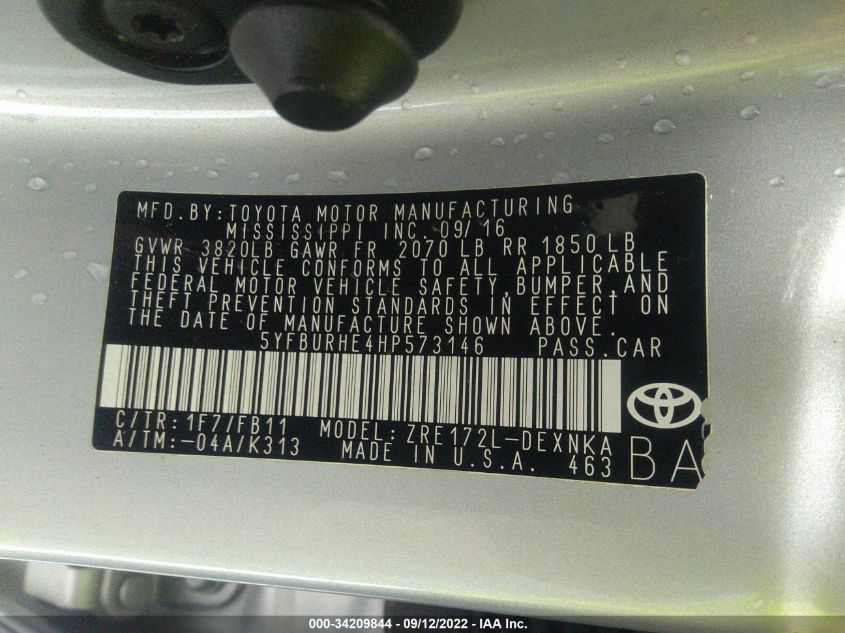 MFD. BY: TOYOTA MOTOR MANUFACTURING
MISSISSIPPI INC. 09/16
GVWR 3820LB GAWR FR 2070 LB RR 1850 LB
THIS VEHICLE CONFORMS TO ALL APPLICABLE
FEDERAL MOTOR VEHICLE SAFETY, BUMPER, AND
THEFT PREVENTION STANDARDS IN EFFECT ON
THE DATE OF MANUFACTURE SHOWN ABOVE.
5YFBURHE4HP573146 PASS. CAR
C/TR: 1F7/FB11 MODEL: ZRE172L-DEXNKA
A/TM: -04A/K313 MADE IN U.S.A. 463 BA
000-34209844 - 09/12/2022 - IAA Inc.